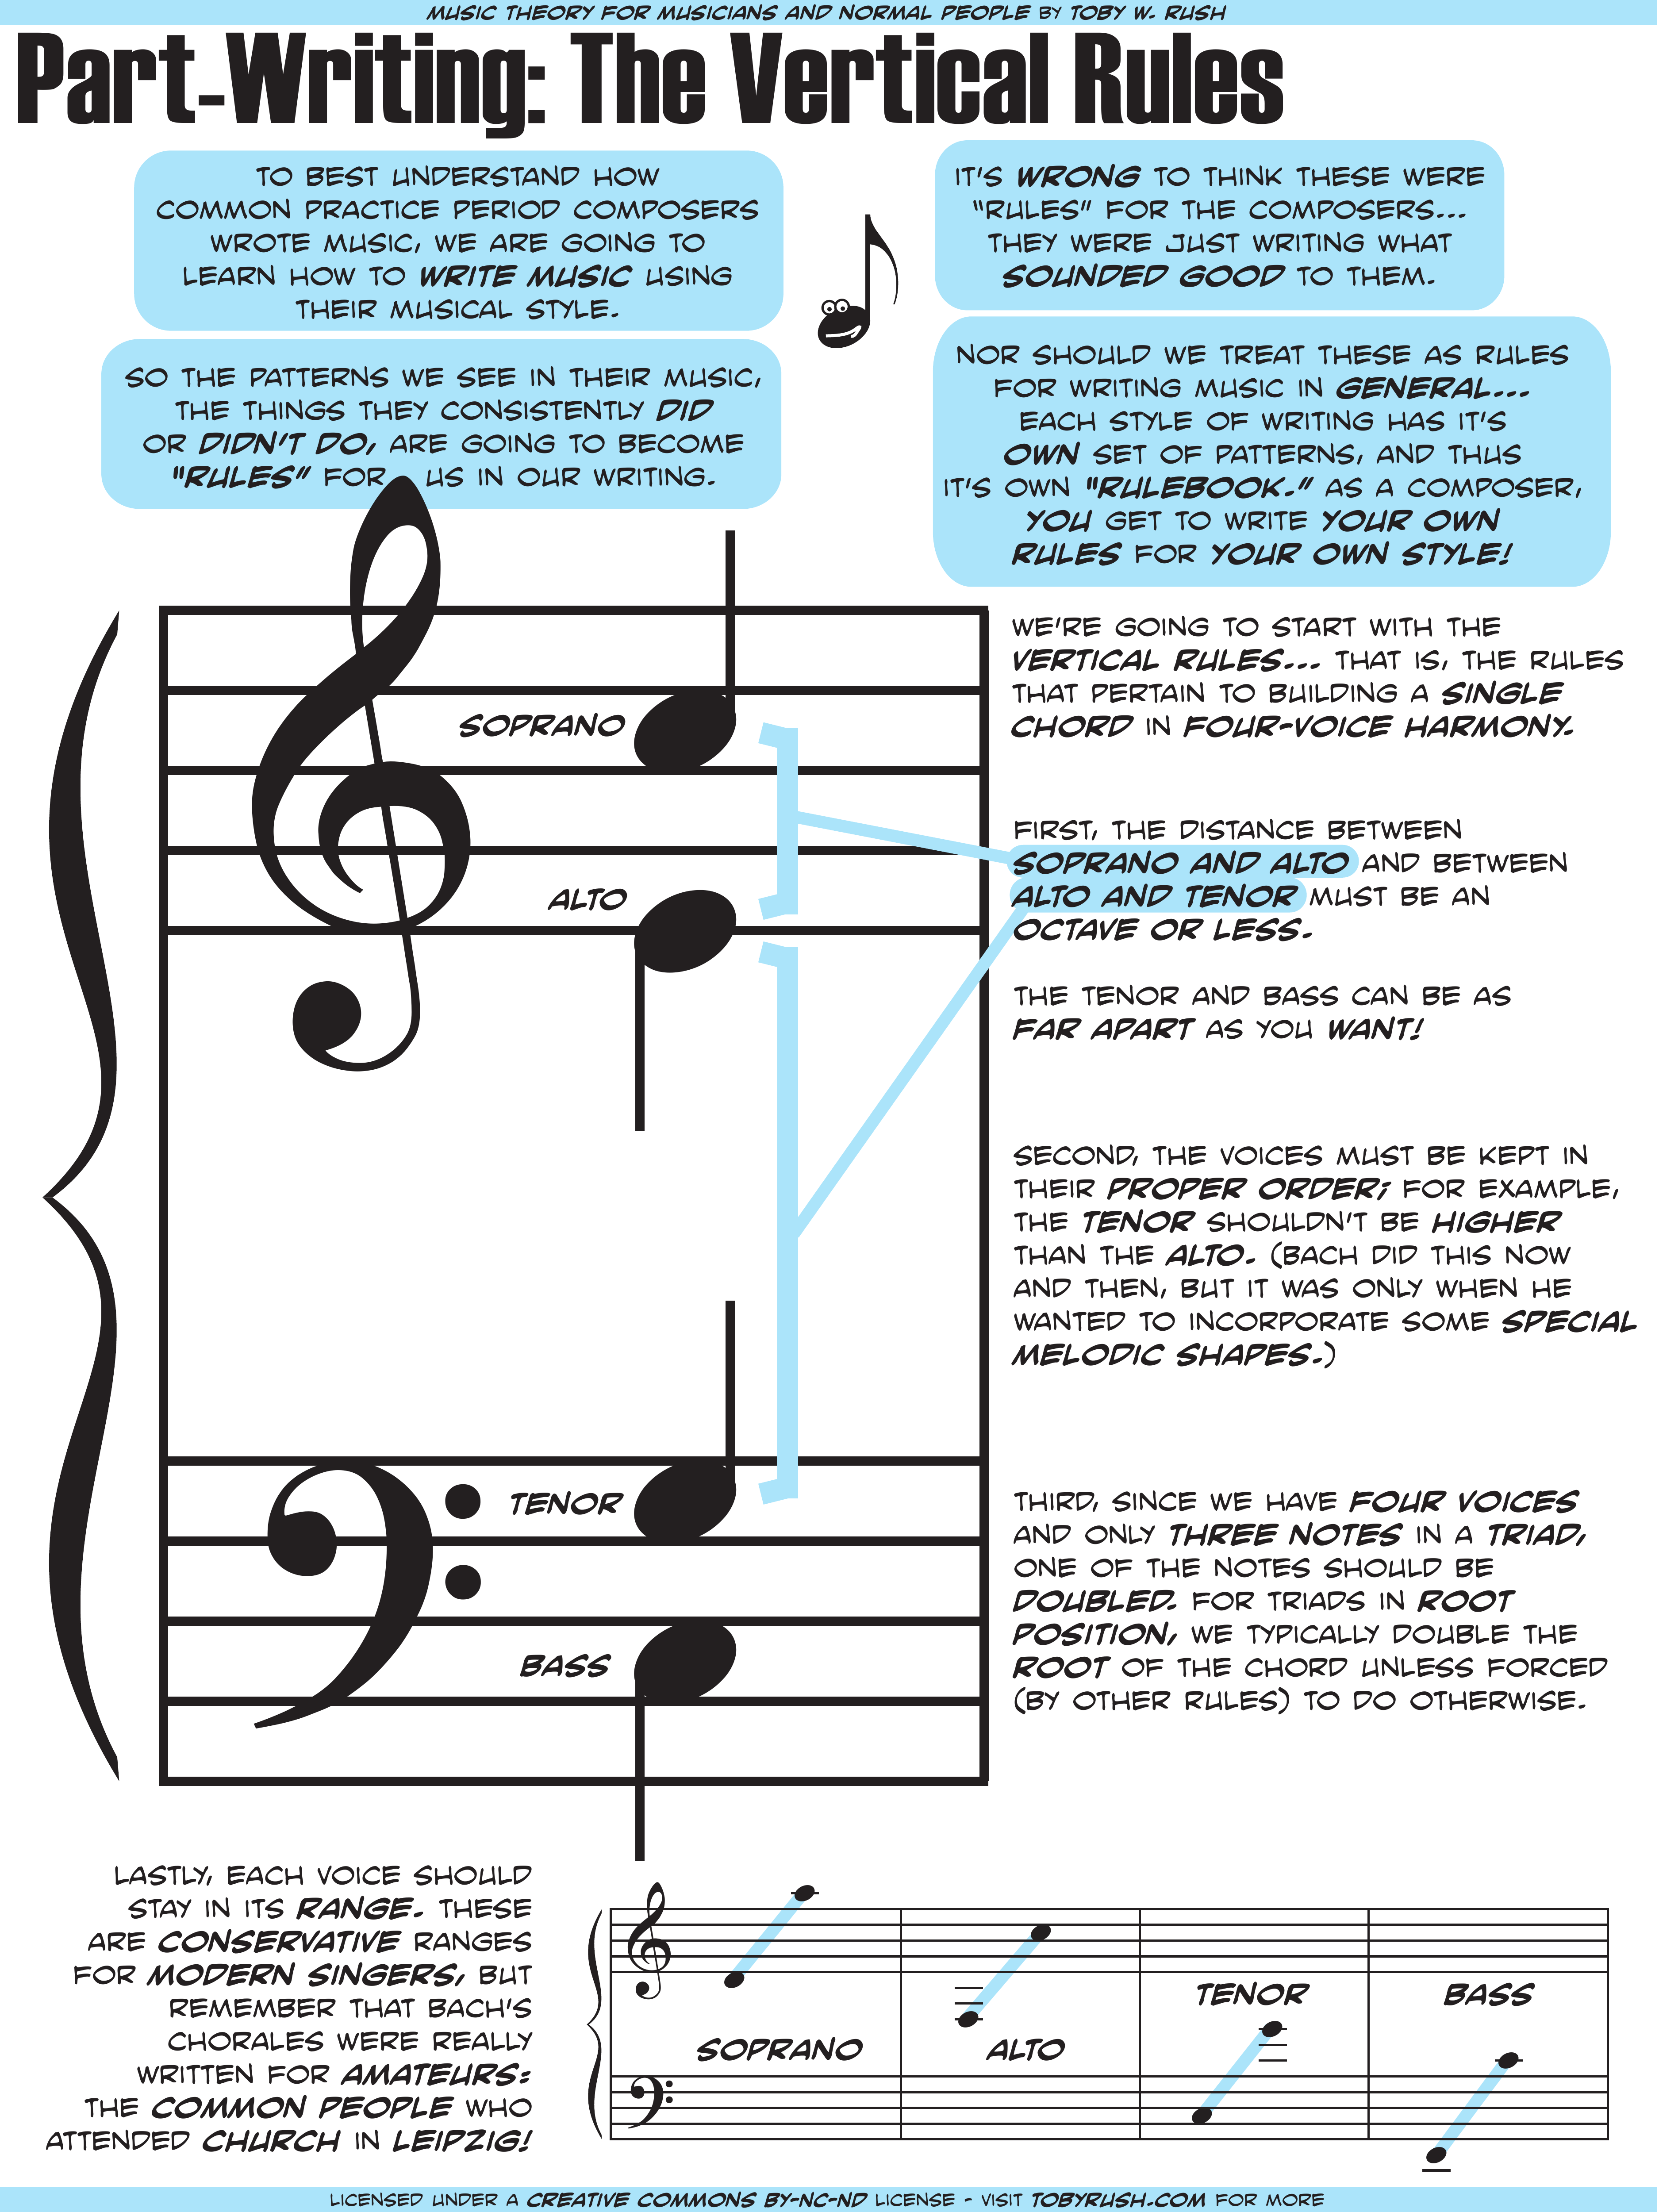 MUSIC THEORY FOR MUSICIANS AND NORMAL PEOPLE BY TOBY W. RUSH
Part-Writing: The Vertical Rules
TO BEST UNDERSTAND HOW
COMMON PRACTICE PERIOD COMPOSERS
WROTE MUSIC, WE ARE GOING TO
LEARN HOW TO WRITE MUSIC USING
THEIR MUSICAL STYLE.
SO THE PATTERNS WE SEE IN THEIR MUSIC,
THE THINGS THEY CONSISTENTLY DID
OR DIDN'T DO, ARE GOING TO BECOME
"RULES" FOR US IN OUR WRITING.
IT'S WRONG TO THINK THESE WERE
"RULES" FOR THE COMPOSERS...
THEY WERE JUST WRITING WHAT
SOUNDED GOOD TO THEM.
NOR SHOULD WE TREAT THESE AS RULES
FOR WRITING MUSIC IN GENERAL...
EACH STYLE OF WRITING HAS IT'S
OWN SET OF PATTERNS, AND THUS
IT'S OWN "RULEBOOK." AS A COMPOSER,
YOU GET TO WRITE YOUR OWN
RULES FOR YOUR OWN STYLE!
SOPRANO
ALTO
TENOR
BASS
WE'RE GOING TO START WITH THE
VERTICAL RULES... THAT IS, THE RULES
THAT PERTAIN TO BUILDING A SINGLE
CHORD IN FOUR-VOICE HARMONY.
FIRST, THE DISTANCE BETWEEN
SOPRANO AND ALTO AND BETWEEN
ALTO AND TENOR MUST BE AN
OCTAVE OR LESS.
THE TENOR AND BASS CAN BE AS
FAR APART AS YOU WANT!
SECOND, THE VOICES MUST BE KEPT IN
THEIR PROPER ORDER; FOR EXAMPLE,
THE TENOR SHOULDN'T BE HIGHER
THAN THE ALTO. (BACH DID THIS NOW
AND THEN, BUT IT WAS ONLY WHEN HE
WANTED TO INCORPORATE SOME SPECIAL
MELODIC SHAPES.)
THIRD, SINCE WE HAVE FOUR VOICES
AND ONLY THREE NOTES IN A TRIAD,
ONE OF THE NOTES SHOULD BE
DOUBLED. FOR TRIADS IN ROOT
POSITION, WE TYPICALLY DOUBLE THE
ROOT OF THE CHORD UNLESS FORCED
(BY OTHER RULES) TO DO OTHERWISE.
LASTLY, EACH VOICE SHOULD
STAY IN ITS RANGE. THESE
ARE CONSERVATIVE RANGES
FOR MODERN SINGERS, BUT
REMEMBER THAT BACH'S
CHORALES WERE REALLY
WRITTEN FOR AMATEURS:
THE COMMON PEOPLE WHO
ATTENDED CHURCH IN LEIPZIG!
SOPRANO
ALTO
TENOR
BASS
LICENSED UNDER A CREATIVE COMMONS BY-NC-ND LICENSE - VISIT TOBYRUSH.COM FOR MORE